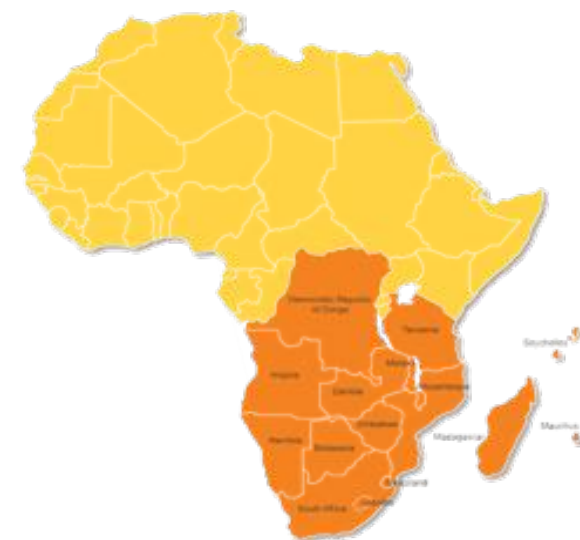 Democratic Republic
of Congo
Tanzania
Seychelles
Malawi
Angola
Mozambique
Zambia
Zimbabwe
Mauritius
Madagascar
Namibia
Botswana
Swaziland
Lesotho
South Africa